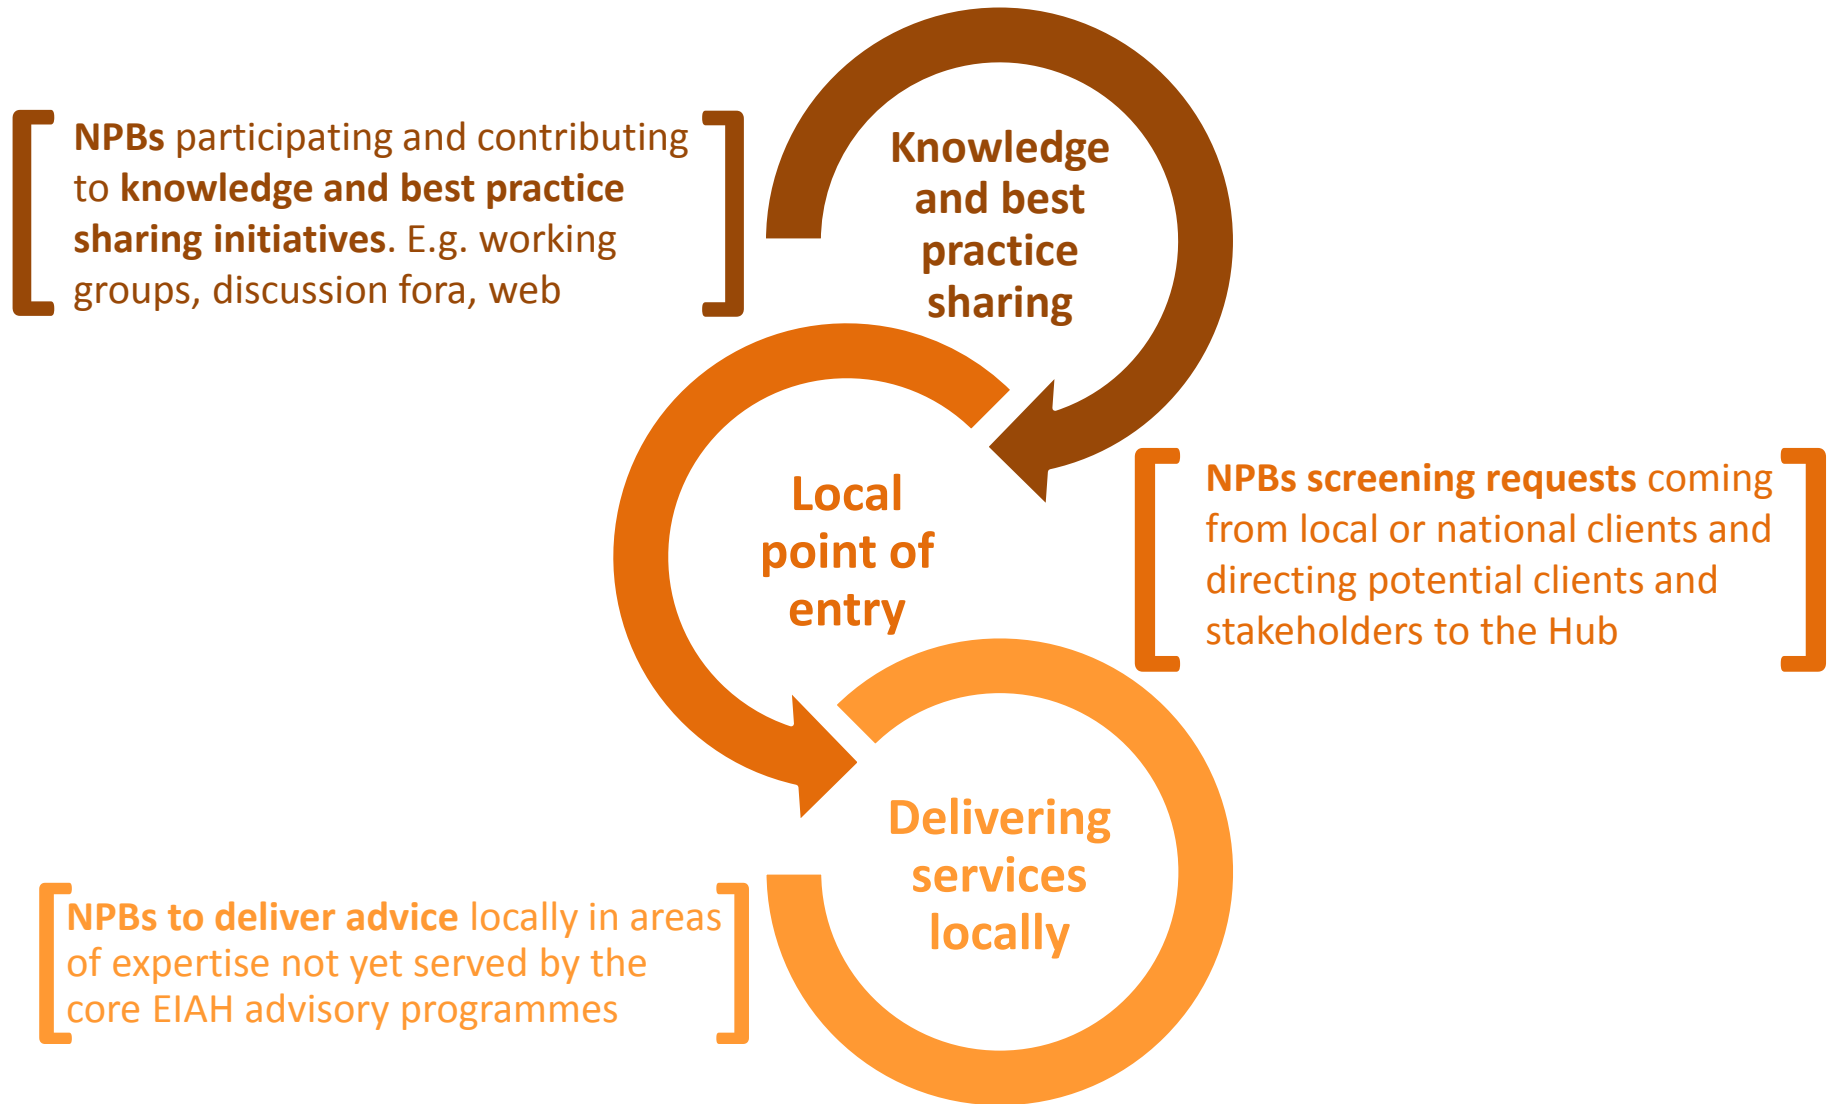 NPBs participating and contributing
to knowledge and best practice
sharing initiatives. E.g. working
groups, discussion fora, web
Knowledge
and best
practice
sharing
Local
point of
entry
NPBs screening requests coming
from local or national clients and
directing potential clients and
stakeholders to the Hub
Delivering
services
locally
NPBs to deliver advice locally in areas
of expertise not yet served by the
core EIAH advisory programmes